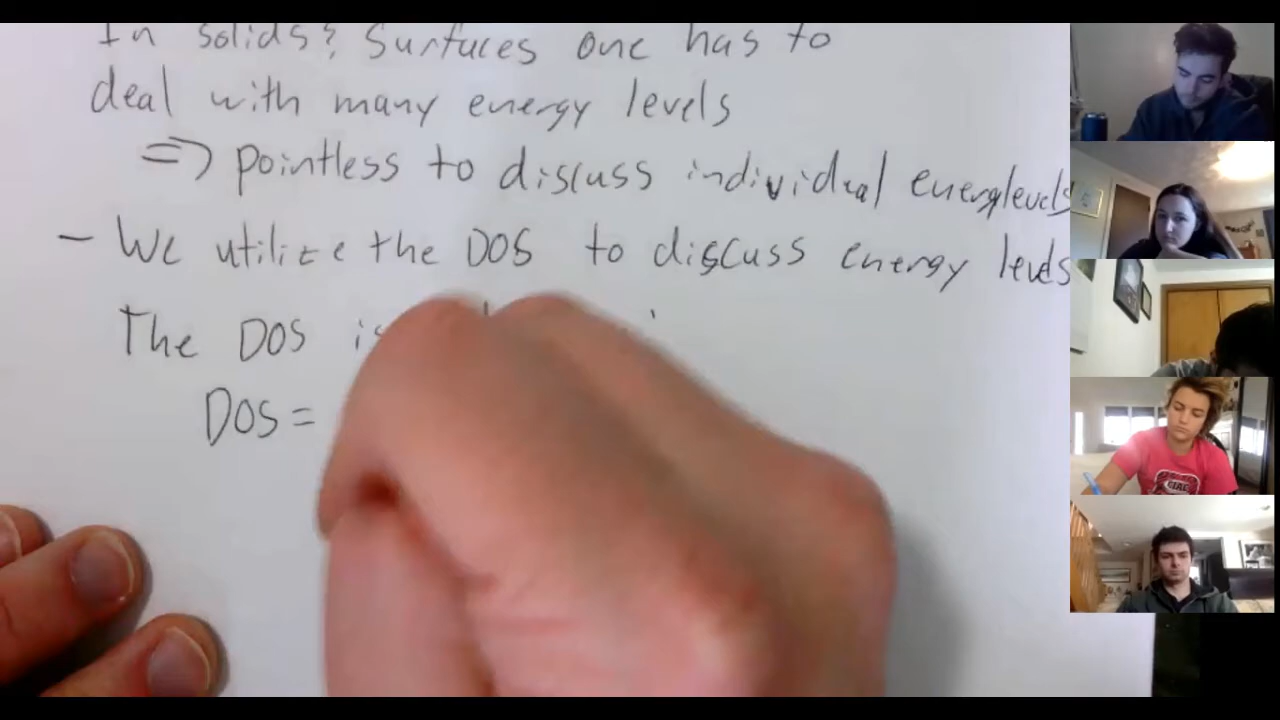 In solids & Surfaces one has to
deal with many energy levels
=> pointless to discuss individual energylevels
- We utilize the DOS to discuss energy levels
The DOS is
DOS =